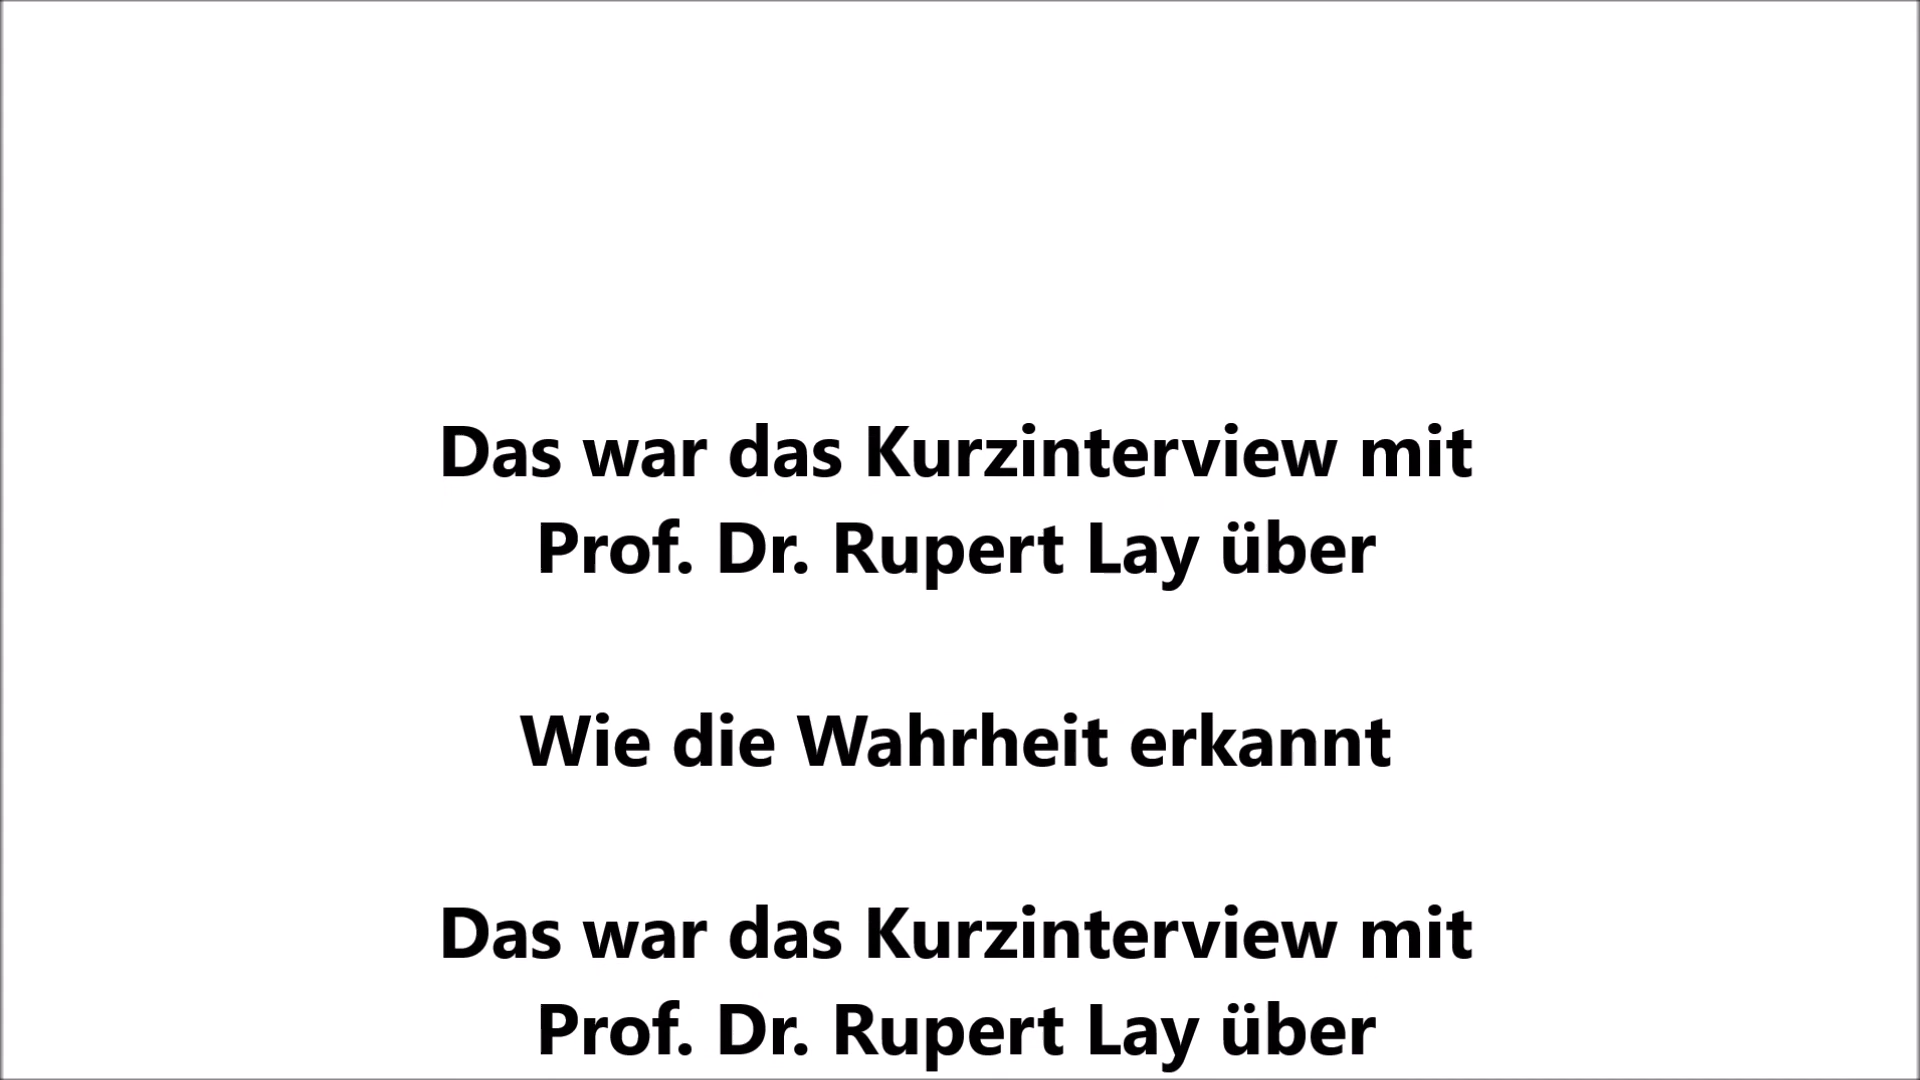 Das war das Kurzinterview mit
Prof. Dr. Rupert Lay über
Wie die Wahrheit erkannt
Das war das Kurzinterview mit
Prof. Dr. Rupert Lay über